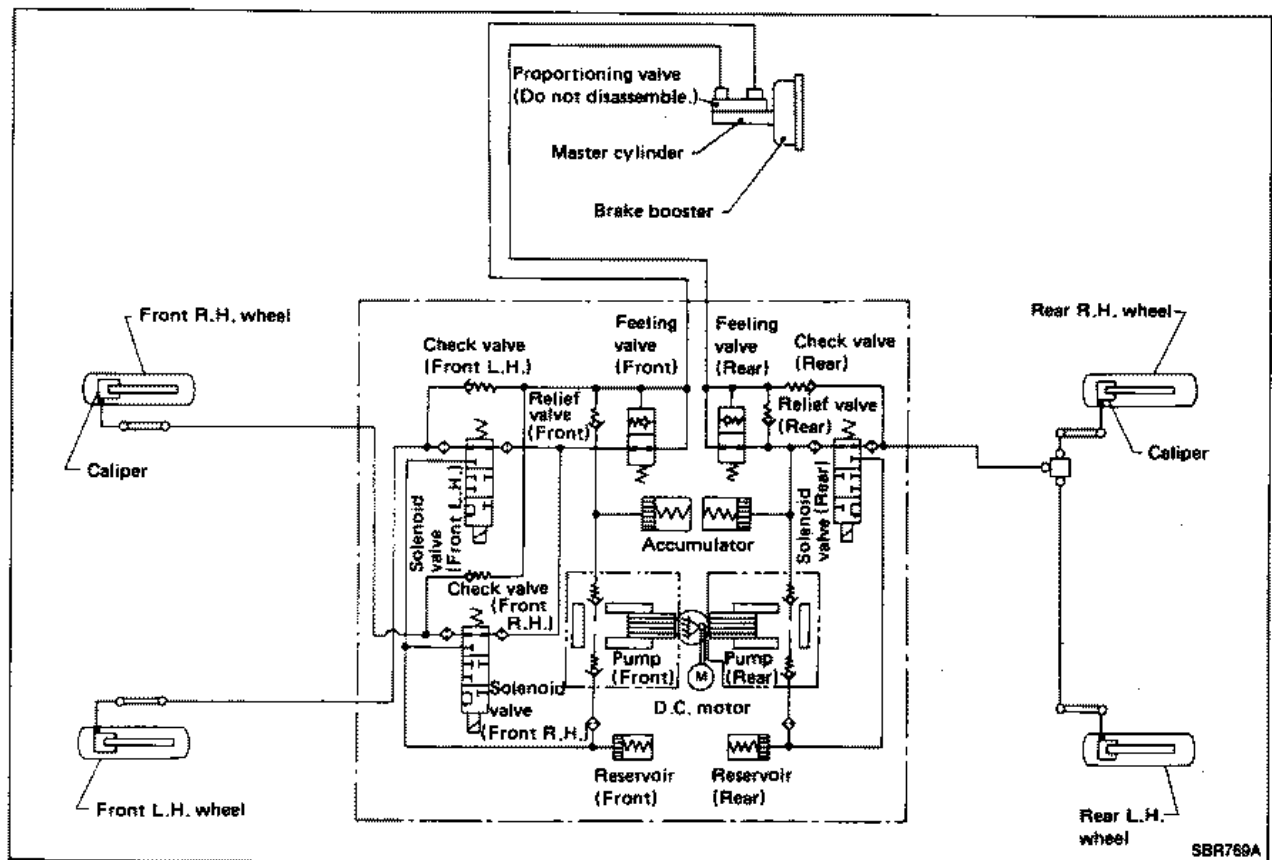 Proportioning valve
(Do not disassemble.)
Master cylinder
Brake booster
Front R.H. wheel
Caliper
Front L.H. wheel
Check valve
(Front L.H.)
Feeling
valve
(Front)
Feeling
valve
(Rear)
Check valve
(Rear)
Relief
valve
(Front)
Relief valve
(Rear)
Solenoid
valve
(Front L.H.)
Accumulator
Solenoid
valve (Rear)
Check valve
(Front
R.H.)
Pump
(Front)
M
Pump
(Rear)
D.C. motor
Solenoid
valve
(Front R.H.)
Reservoir
(Front)
Reservoir
(Rear)
Rear R.H.
wheel
Caliper
Rear L.H.
wheel
SBR769A